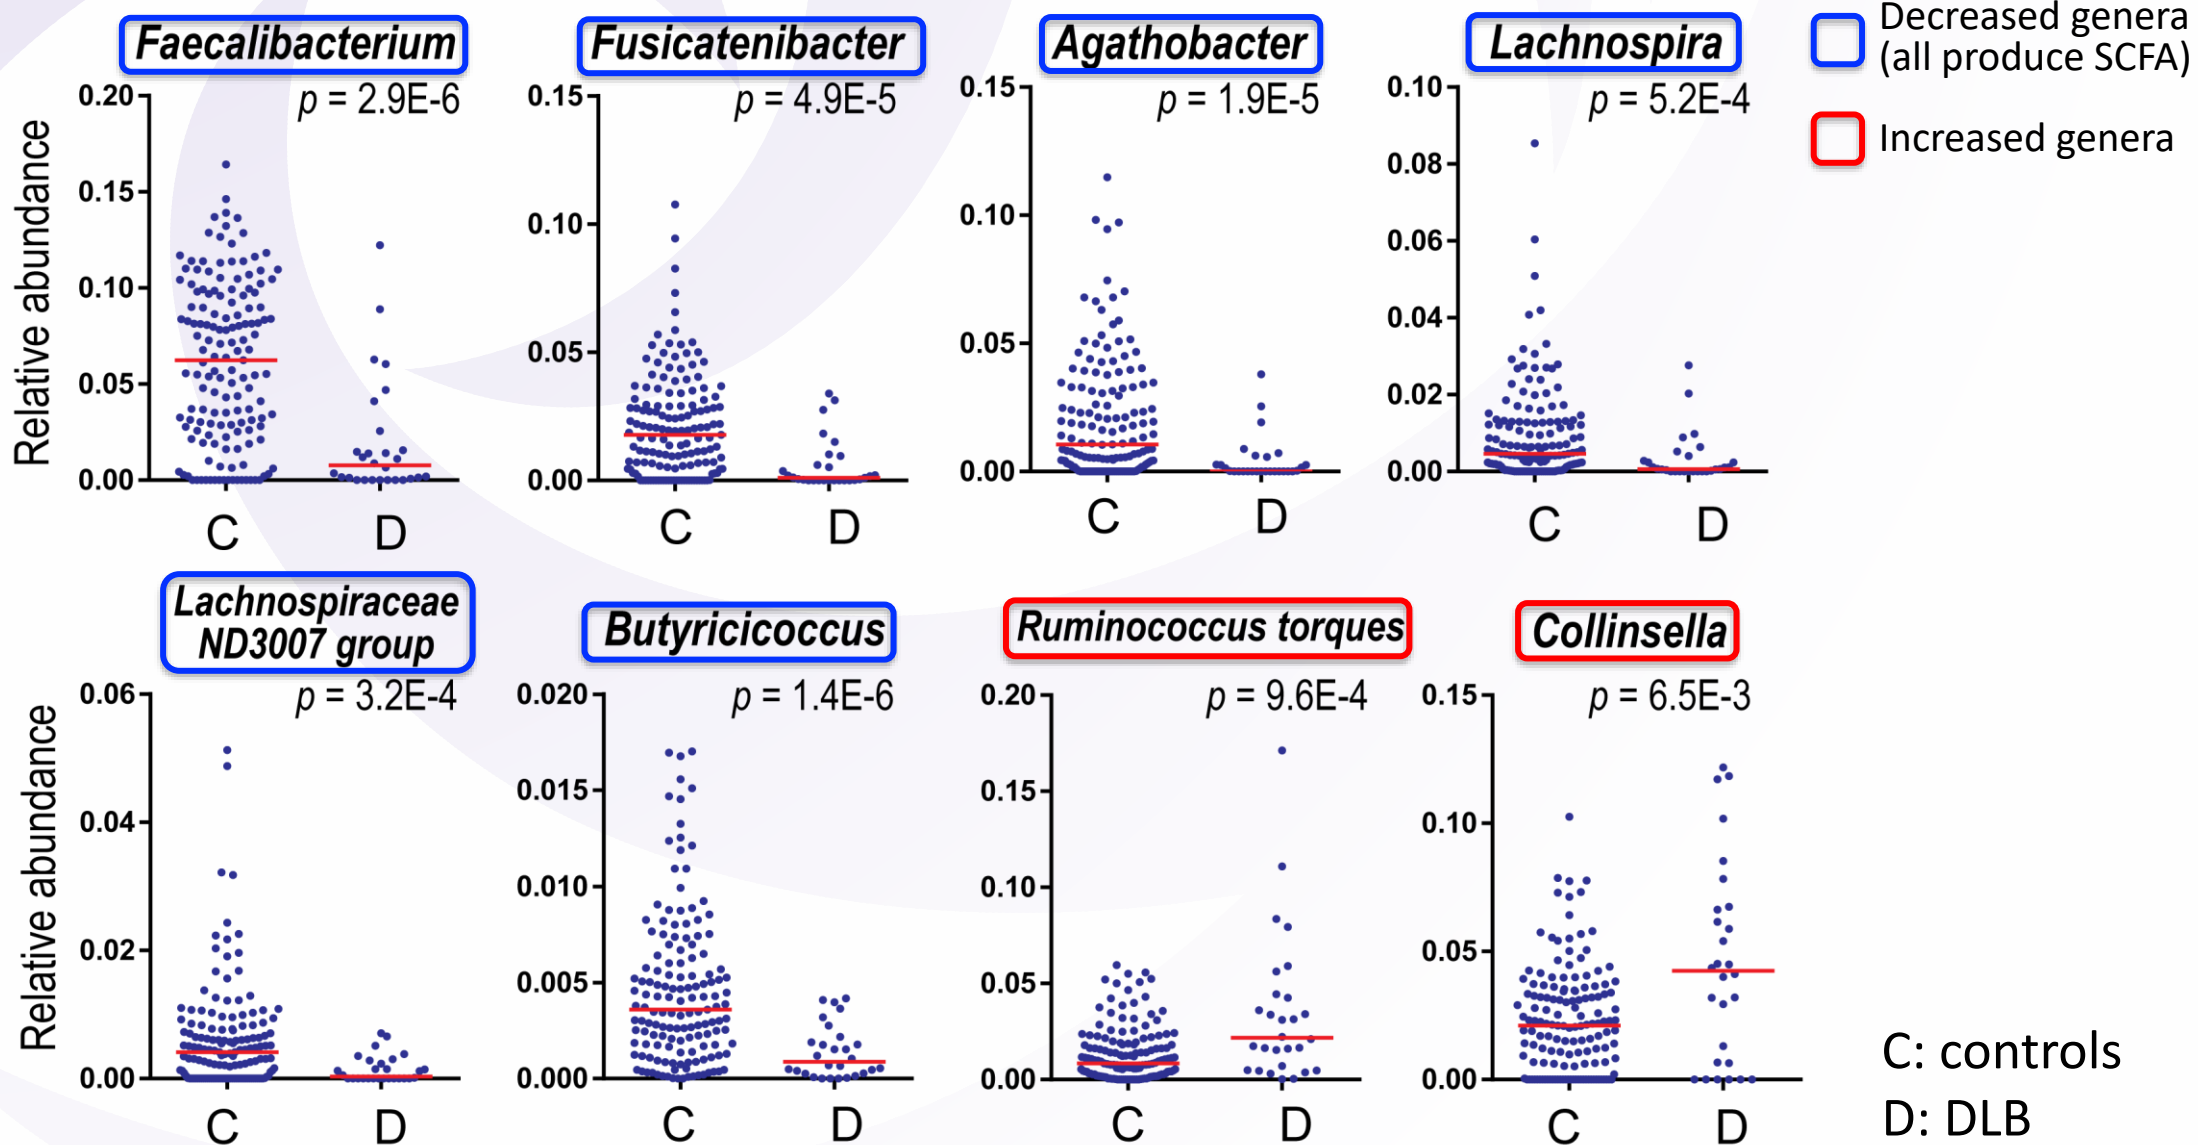 Faecalibacterium
p = 2.9E-6
0.20
0.15
0.10
0.05
0.00
Relative abundance
C
D
Fusicatenibacter
p = 4.9E-5
0.15
0.10
0.05
0.00
C
D
Agathobacter
p = 1.9E-5
0.15
0.10
0.05
0.00
C
D
Lachnospira
p = 5.2E-4
0.10
0.08
0.06
0.04
0.02
0.00
C
D
Decreased genera
(all produce SCFA)
Increased genera
Lachnospiraceae
ND3007 group
p = 3.2E-4
0.06
0.04
0.02
0.00
Relative abundance
C
D
Butyricicoccus
p = 1.4E-6
0.020
0.015
0.010
0.005
0.000
C
D
Ruminococcus torques
p = 9.6E-4
0.20
0.15
0.10
0.05
0.00
C
D
Collinsella
p = 6.5E-3
0.15
0.10
0.05
0.00
C
D
C: controls
D: DLB